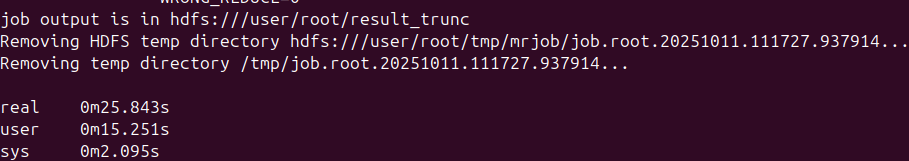 WRONG_REDUCE=0
job output is in hdfs:///user/root/result_trunc
Removing HDFS temp directory hdfs:///user/root/tmp/mrjob/job.root.20251011.111727.937914...
Removing temp directory /tmp/job.root.20251011.111727.937914...
real    0m25.843s
user    0m15.251s
sys     0m2.095s